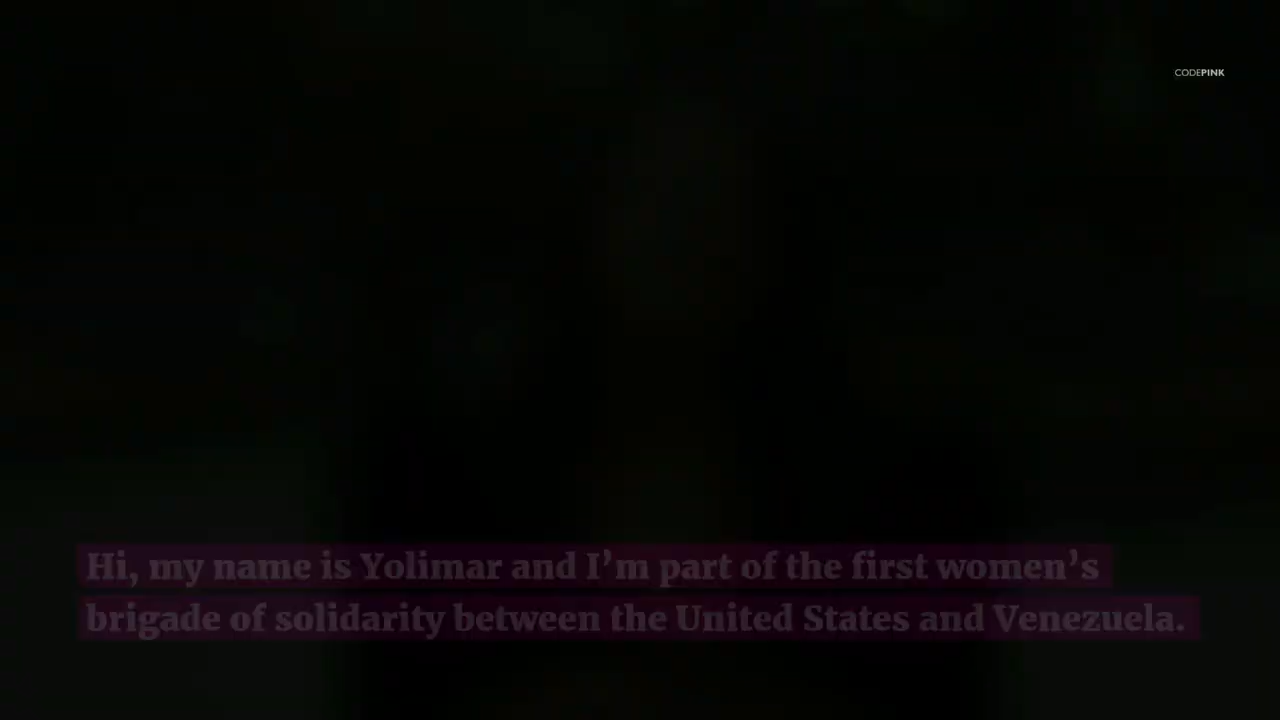 CODEPINK
Hi, my name is Yolimar and I’m part of the first women’s
brigade of solidarity between the United States and Venezuela.